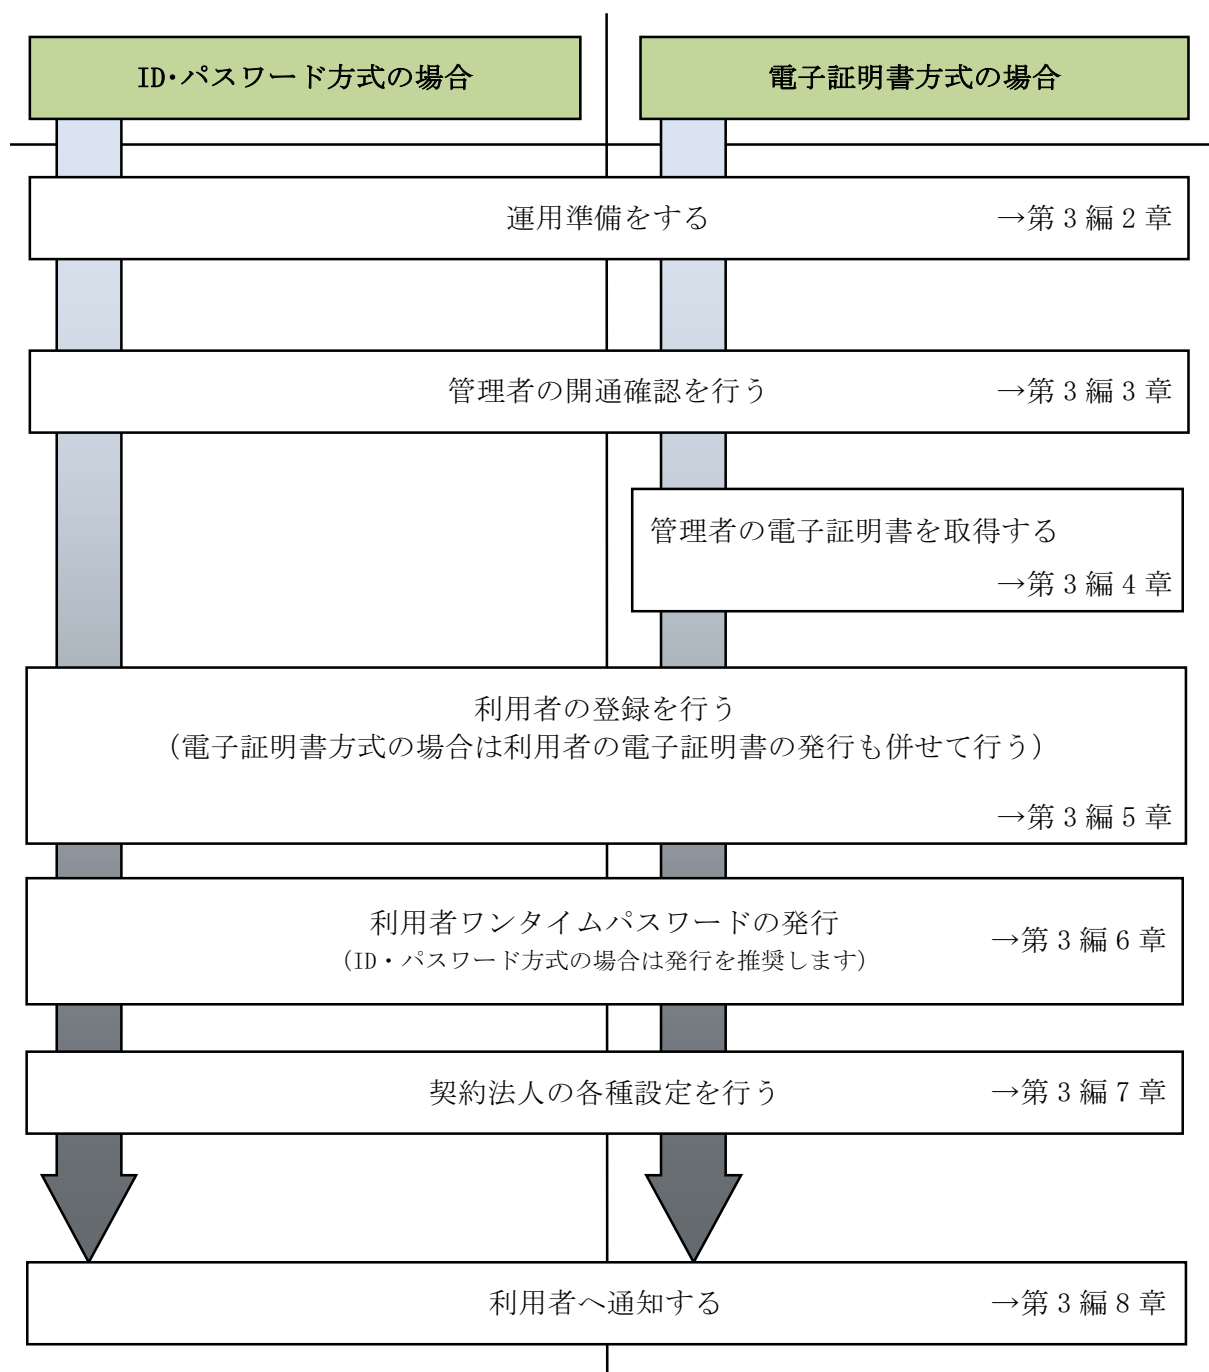 ID・パスワード方式の場合
電子証明書方式の場合
運用準備をする →第3編2章
管理者の開通確認を行う →第3編3章
管理者の電子証明書を取得する
→第3編4章
利用者の登録を行う
(電子証明書方式の場合は利用者の電子証明書の発行も併せて行う)
→第3編5章
利用者ワンタイムパスワードの発行
(ID・パスワード方式の場合は発行を推奨します)
→第3編6章
契約法人の各種設定を行う →第3編7章
利用者へ通知する →第3編8章